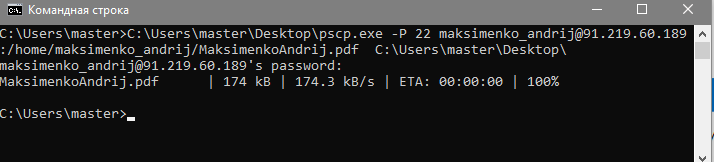 Командная строка
C:\Users\master>C:\Users\master\Desktop\pscp.exe -P 22 maksimenko_andrij@91.219.60.189
:/home/maksimenko_andrij/MaksimenkoAndrij.pdf  C:\Users\master\Desktop\
maksimenko_andrij@91.219.60.189's password:
MaksimenkoAndrij.pdf      | 174 kB | 174.3 kB/s | ETA: 00:00:00 | 100%
C:\Users\master>